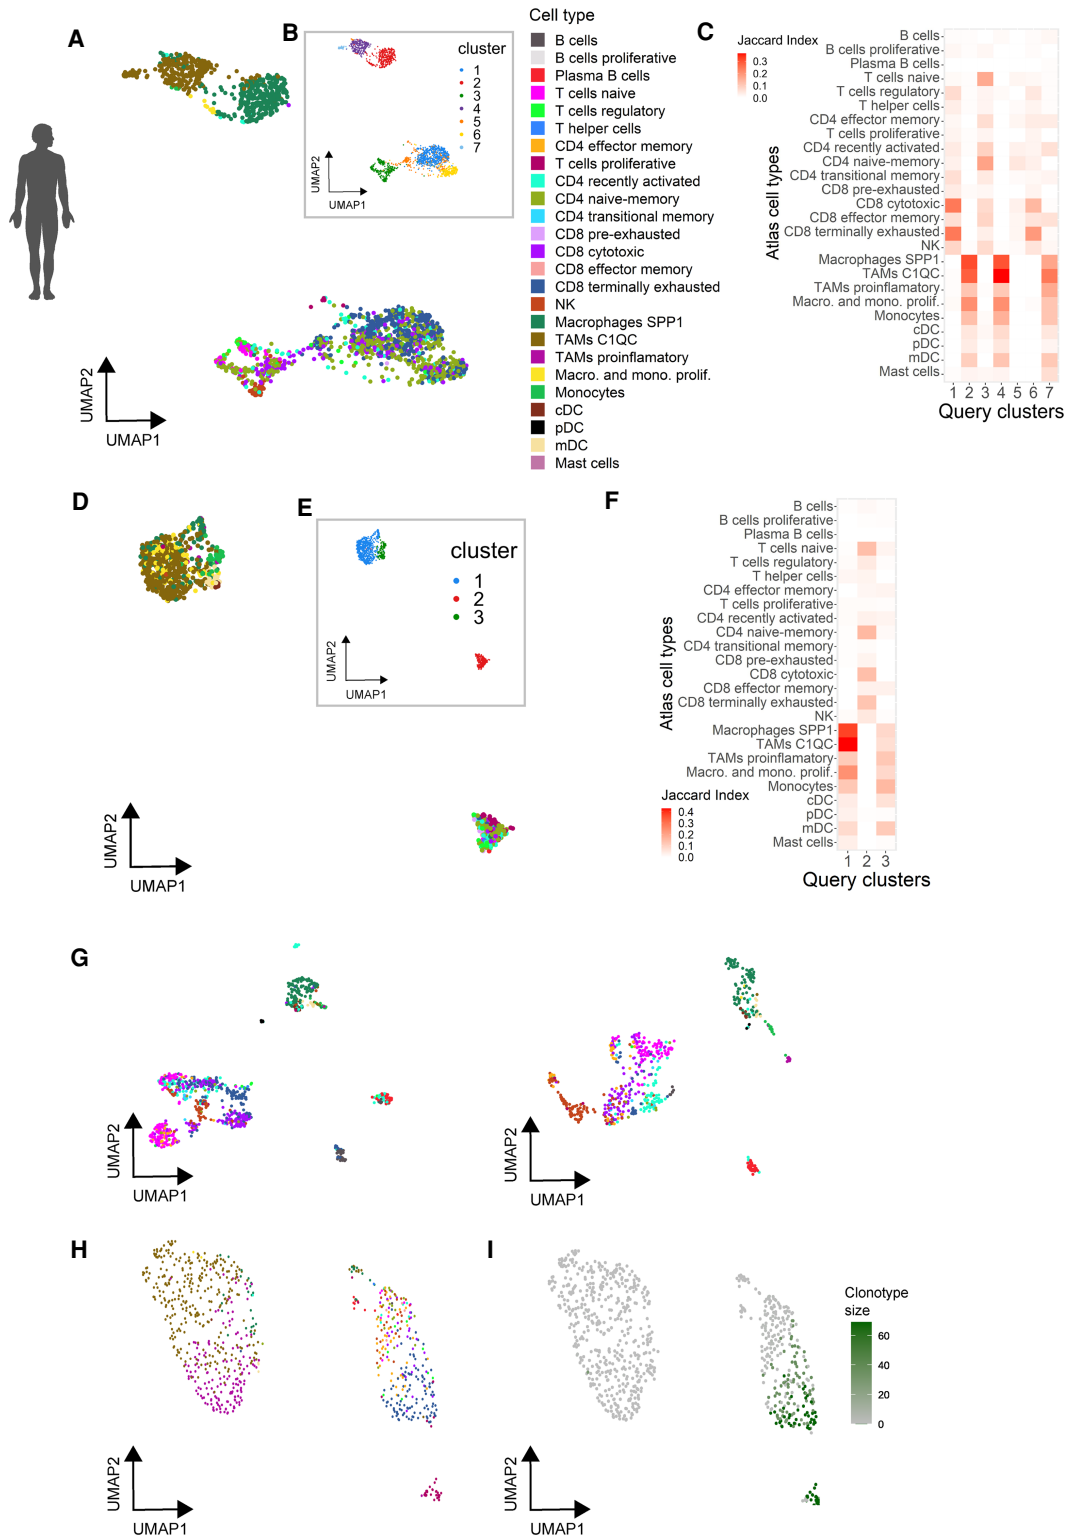 A
UMAP2
UMAP1
B
cluster
1
2
3
4
5
6
7
UMAP2
UMAP1
Cell type
B cells
B cells proliferative
Plasma B cells
T cells naive
T cells regulatory
T helper cells
CD4 effector memory
T cells proliferative
CD4 recently activated
CD4 naive-memory
CD4 transitional memory
CD8 pre-exhausted
CD8 cytotoxic
CD8 effector memory
CD8 terminally exhausted
NK
Macrophages SPP1
TAMs C1QC
TAMs proinflamatory
Macro. and mono. prolif.
Monocytes
cDC
pDC
mDC
Mast cells
C
Jaccard Index
0.3
0.2
0.1
0.0
Atlas cell types
B cells
B cells proliferative
Plasma B cells
T cells naive
T cells regulatory
T helper cells
CD4 effector memory
T cells proliferative
CD4 recently activated
CD4 naive-memory
CD4 transitional memory
CD8 pre-exhausted
CD8 cytotoxic
CD8 effector memory
CD8 terminally exhausted
NK
Macrophages SPP1
TAMs C1QC
TAMs proinflamatory
Macro. and mono. prolif.
Monocytes
cDC
pDC
mDC
Mast cells
1 2 3 4 5 6 7
Query clusters
D
UMAP2
UMAP1
E
cluster
1
2
3
UMAP2
UMAP1
F
Atlas cell types
B cells
B cells proliferative
Plasma B cells
T cells naive
T cells regulatory
T helper cells
CD4 effector memory
T cells proliferative
CD4 recently activated
CD4 naive-memory
CD4 transitional memory
CD8 pre-exhausted
CD8 cytotoxic
CD8 effector memory
CD8 terminally exhausted
NK
Macrophages SPP1
TAMs C1QC
TAMs proinflamatory
Macro. and mono. prolif.
Monocytes
cDC
pDC
mDC
Mast cells
Jaccard Index
0.4
0.3
0.2
0.1
0.0
1 2 3
Query clusters
G
UMAP2
UMAP1
UMAP2
UMAP1
H
UMAP2
UMAP1
I
Clonotype
size
60
40
20
0
UMAP2
UMAP1